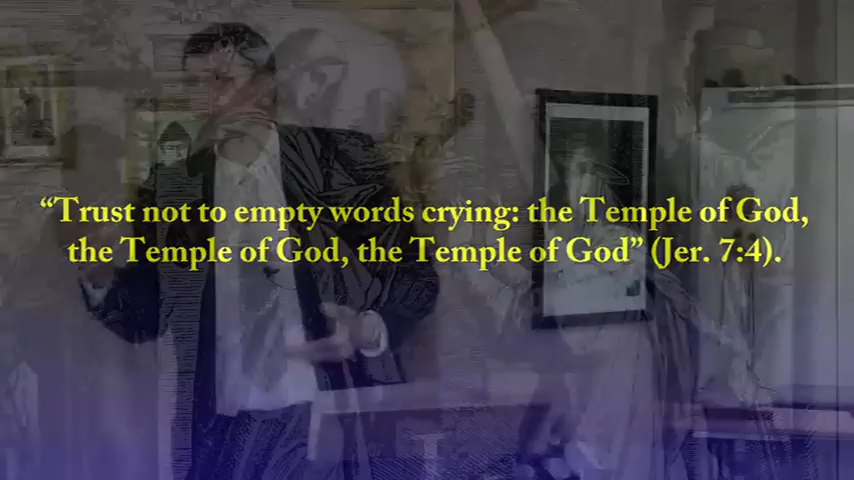 “Trust not to empty words crying: the Temple of God,
the Temple of God, the Temple of God” (Jer. 7:4).